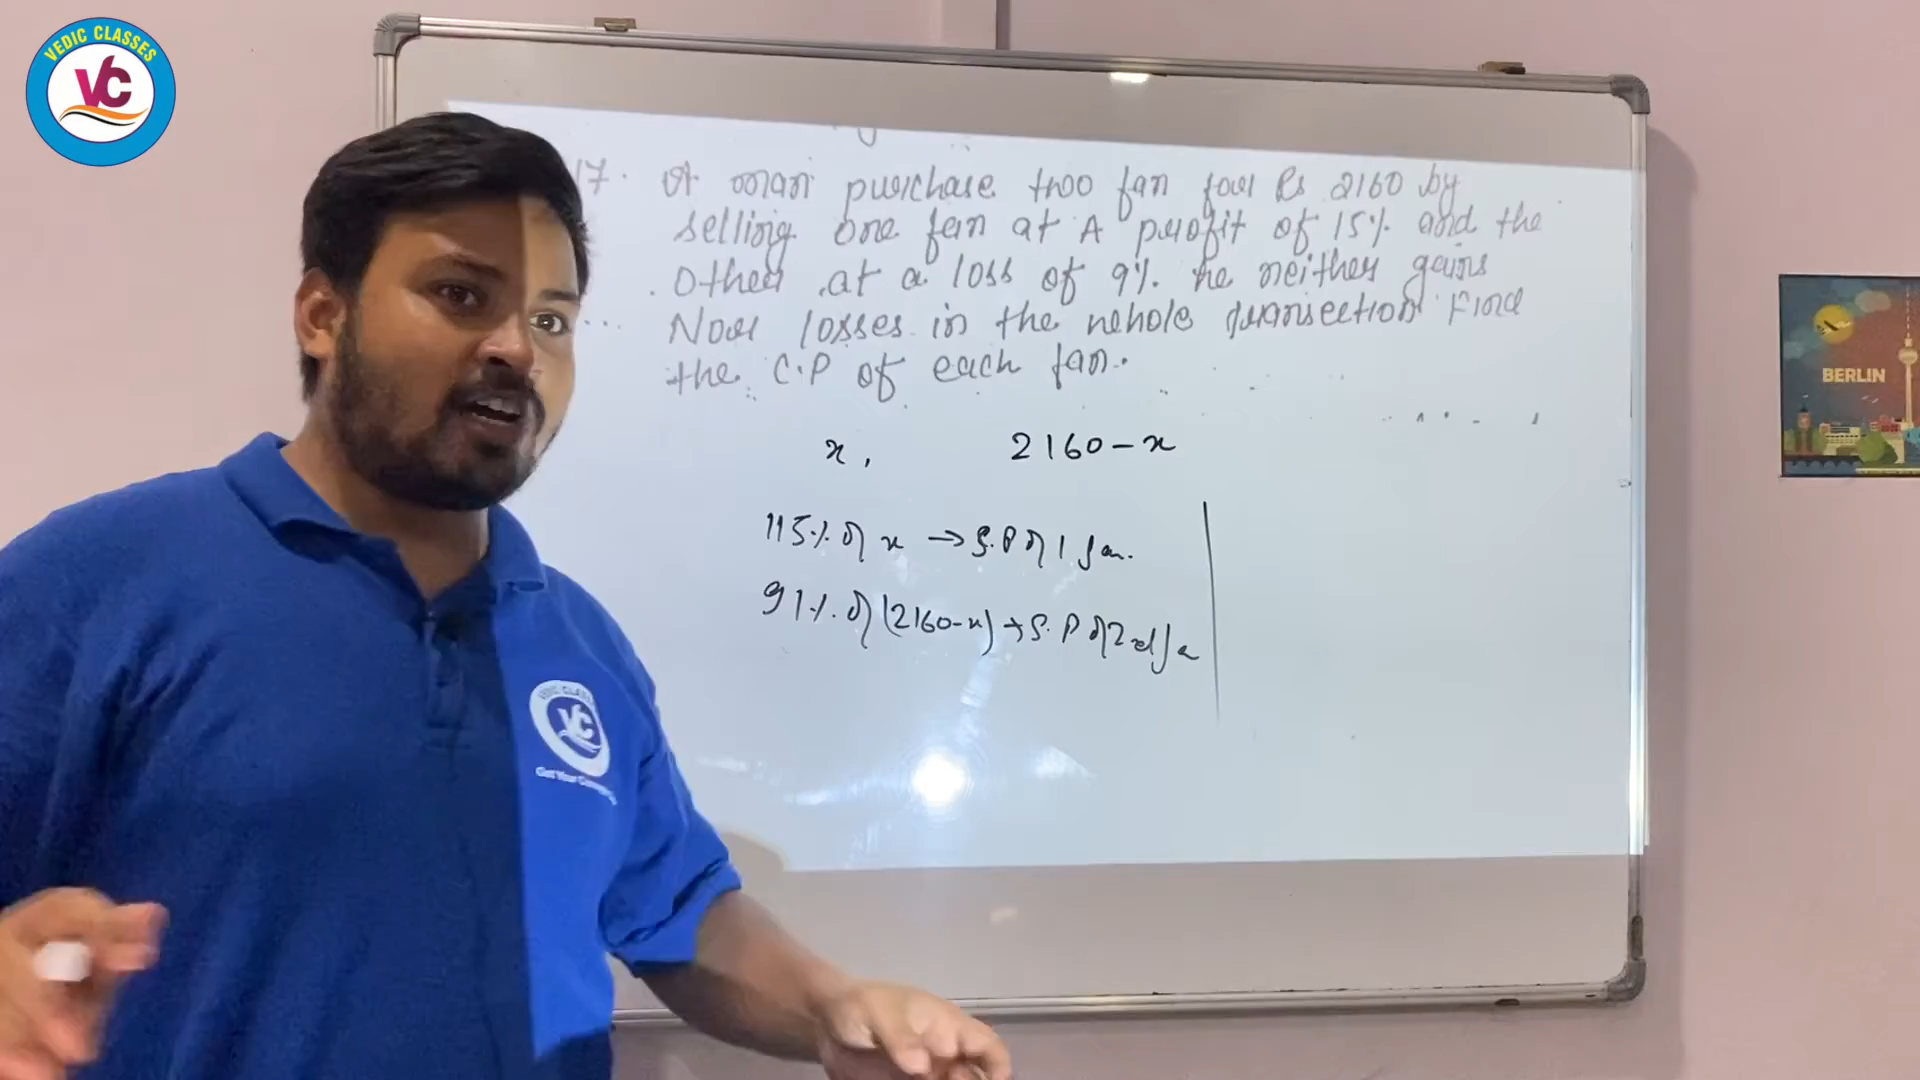 VEDIC CLASSES
VC
17. A man purchase two fan for Rs 2160 by
selling one fan at A profit of 15% and the
Other at a loss of 9%. he neither gains
Nor losses in the whole transection Find
the C.P of each fan.
x, 2160-x
115% of x → S.P of 1 fan.
91% of (2160-x) → S.P of 2nd fan
VC
BERLIN